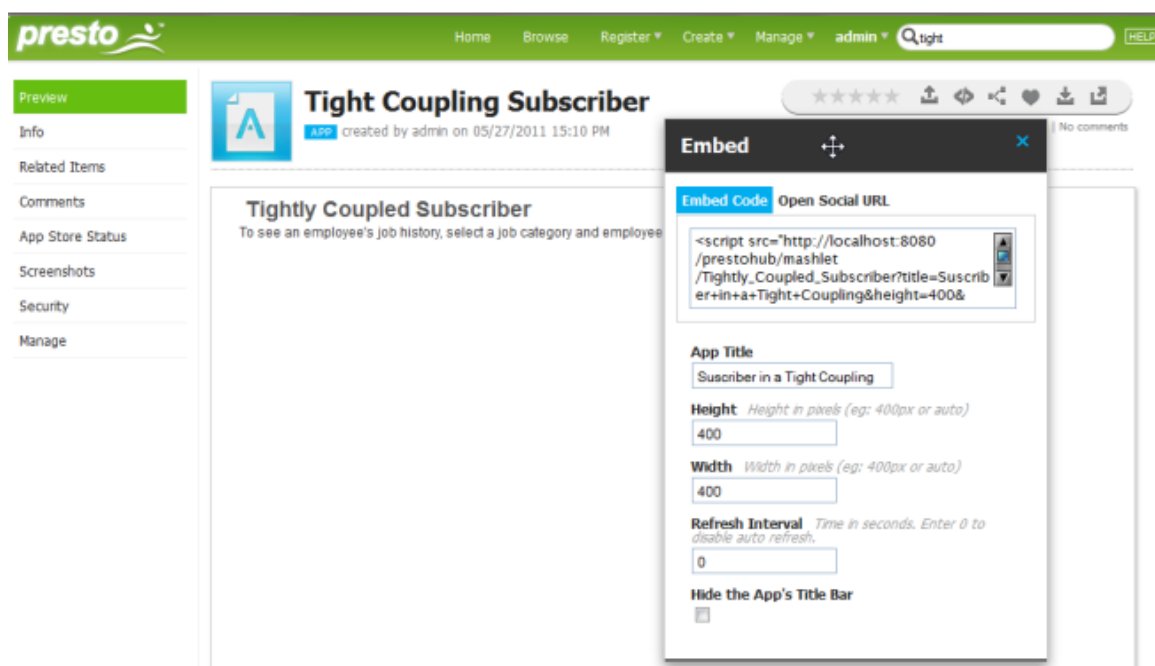 presto
Home Browse Register Create Manage admin tight HELP
Preview
Info
Related Items
Comments
App Store Status
Screenshots
Security
Manage
A
Tight Coupling Subscriber
APP created by admin on 05/27/2011 15:10 PM
| No comments
Tightly Coupled Subscriber
To see an employee's job history, select a job category and employee
Embed
Embed Code Open Social URL
<script src="http://localhost:8080
/prestohub/mashlet
/Tightly_Coupled_Subscriber?title=Suscrib
er+in+a+Tight+Coupling&height=400&
App Title
Suscriber in a Tight Coupling
Height Height in pixels (eg: 400px or auto)
400
Width Width in pixels (eg: 400px or auto)
400
Refresh Interval Time in seconds. Enter 0 to
disable auto refresh.
0
Hide the App's Title Bar